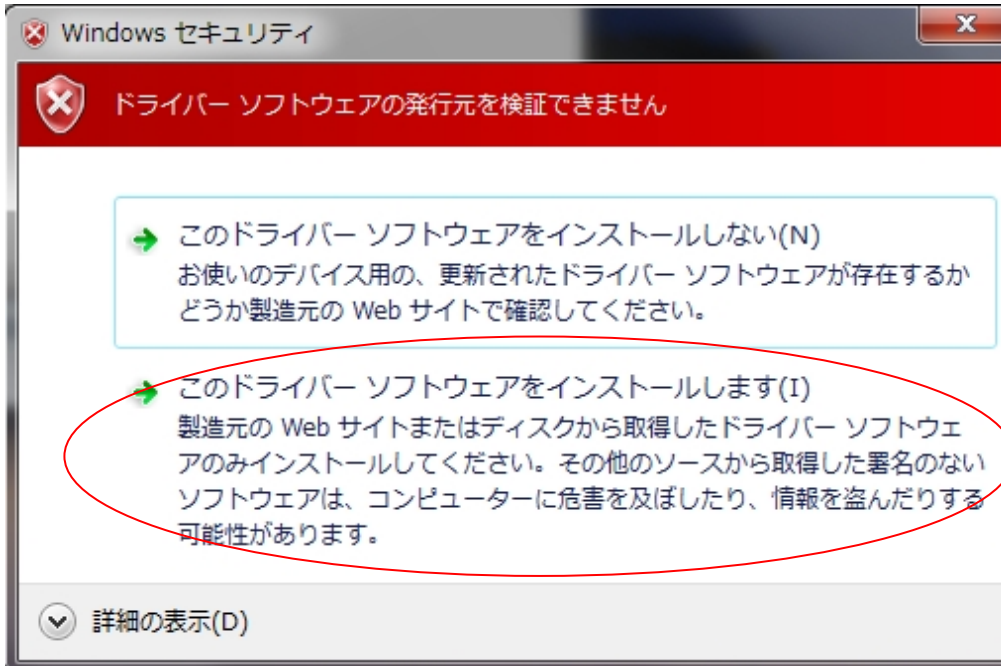 Windows セキュリティ
ドライバー ソフトウェアの発行元を検証できません
このドライバー ソフトウェアをインストールしない(N)
お使いのデバイス用の、更新されたドライバー ソフトウェアが存在するか
どうか製造元の Web サイトで確認してください。
このドライバー ソフトウェアをインストールします(I)
製造元の Web サイトまたはディスクから取得したドライバー ソフトウェ
アのみインストールしてください。その他のソースから取得した署名のない
ソフトウェアは、コンピューターに危害を及ぼしたり、情報を盗んだりする
可能性があります。
詳細の表示(D)